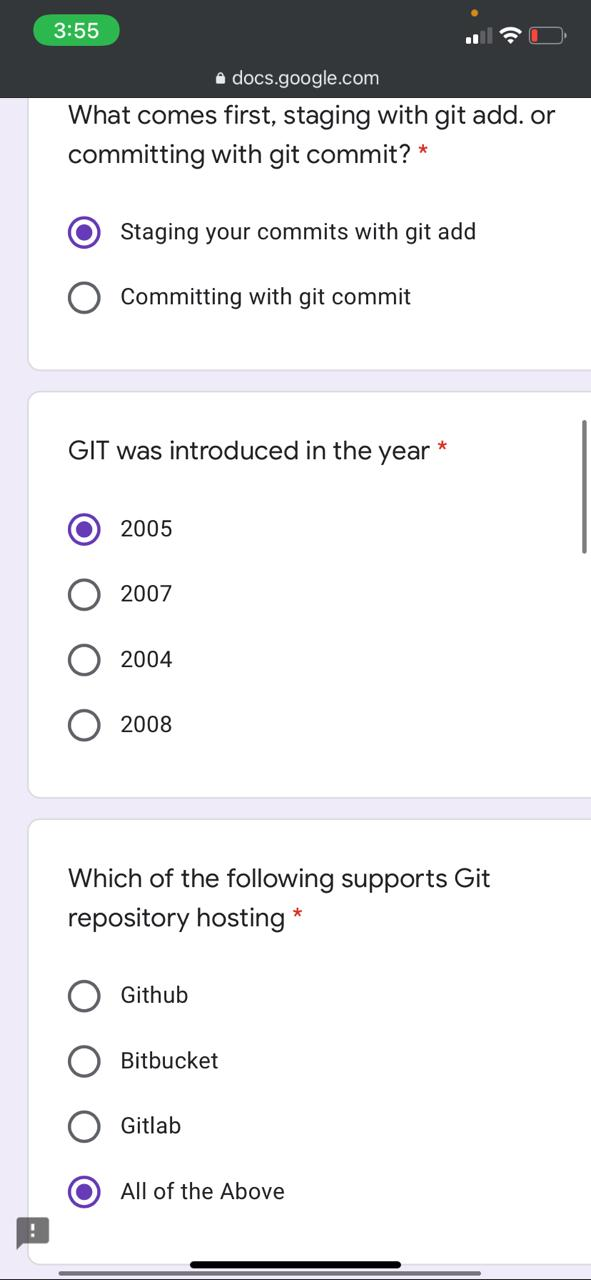 3:55
docs.google.com
What comes first, staging with git add. or
committing with git commit? *
Staging your commits with git add
Committing with git commit
GIT was introduced in the year *
2005
2007
2004
2008
Which of the following supports Git
repository hosting *
Github
Bitbucket
Gitlab
All of the Above